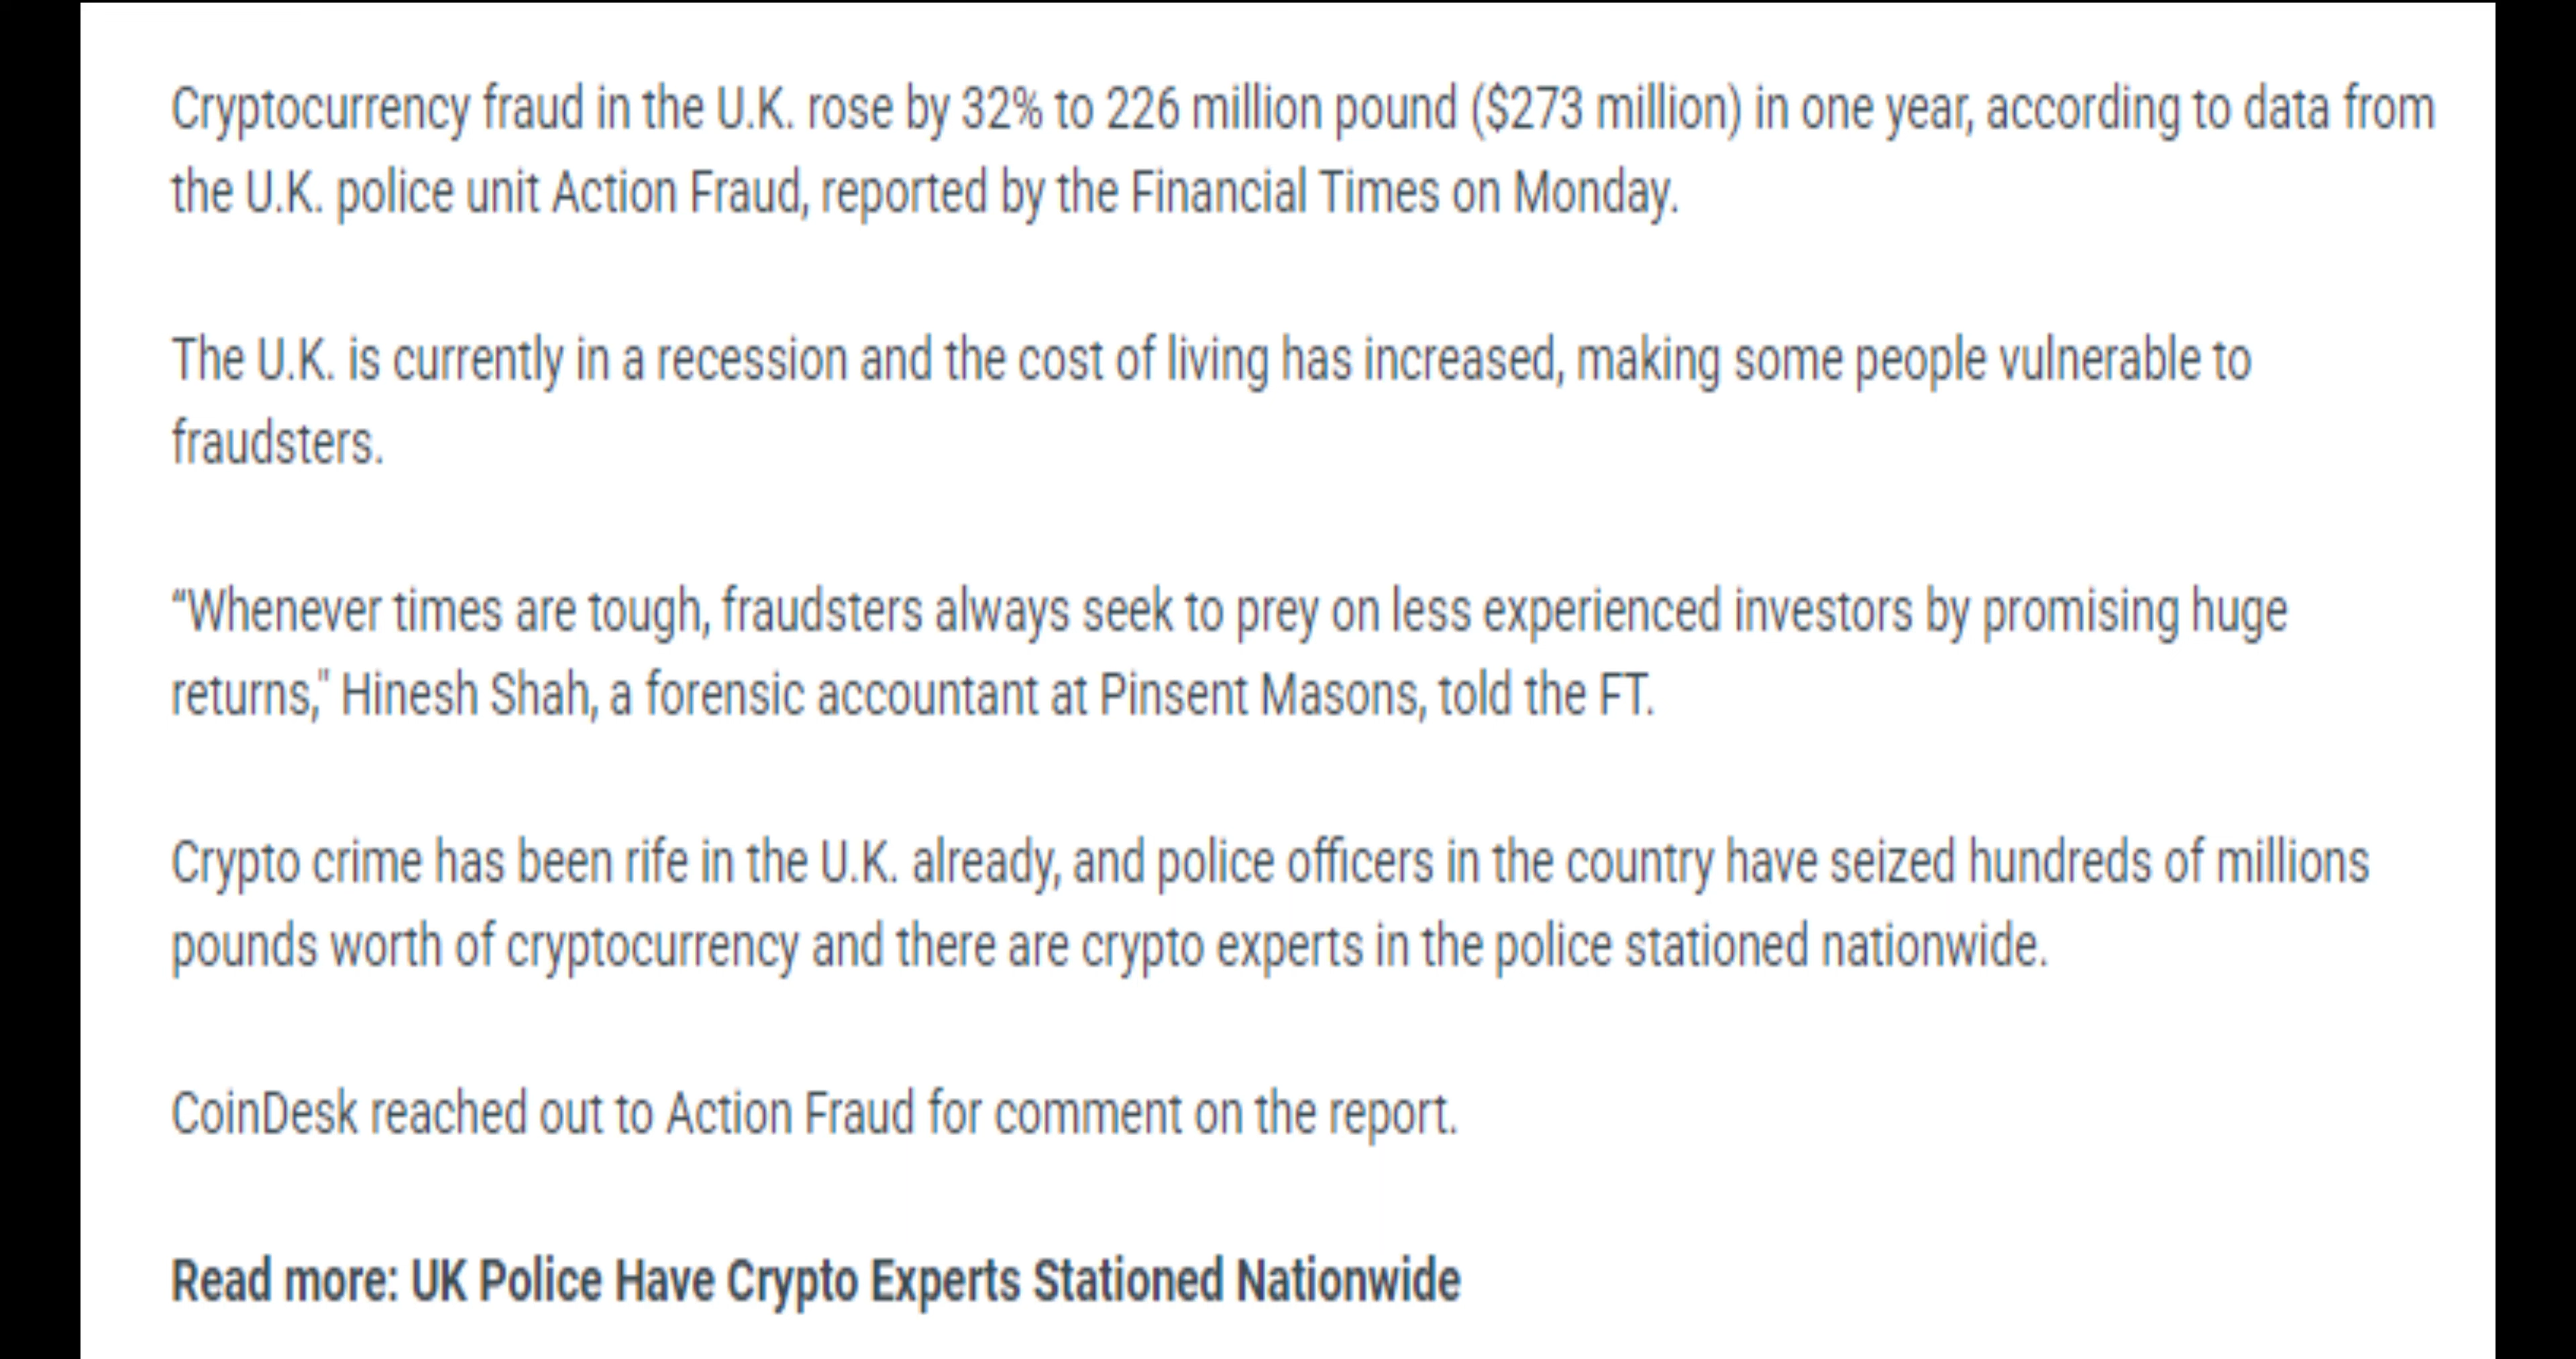 Cryptocurrency fraud in the U.K. rose by 32% to 226 million pound ($273 million) in one year, according to data from
the U.K. police unit Action Fraud, reported by the Financial Times on Monday.
The U.K. is currently in a recession and the cost of living has increased, making some people vulnerable to
fraudsters.
“Whenever times are tough, fraudsters always seek to prey on less experienced investors by promising huge
returns," Hinesh Shah, a forensic accountant at Pinsent Masons, told the FT.
Crypto crime has been rife in the U.K. already, and police officers in the country have seized hundreds of millions
pounds worth of cryptocurrency and there are crypto experts in the police stationed nationwide.
CoinDesk reached out to Action Fraud for comment on the report.
Read more: UK Police Have Crypto Experts Stationed Nationwide